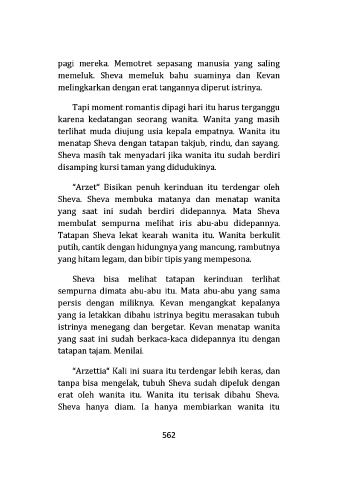 pagi mereka. Memotret sepasang manusia yang saling
memeluk. Sheva memeluk bahu suaminya dan Kevan
melingkarkan dengan erat tangannya diperut istrinya.
Tapi moment romantis dipagi hari itu harus terganggu
karena kedatangan seorang wanita. Wanita yang masih
terlihat muda diujung usia kepala empatnya. Wanita itu
menatap Sheva dengan tatapan takjub, rindu, dan sayang.
Sheva masih tak menyadari jika wanita itu sudah berdiri
disamping kursi taman yang didudukinya.
"Arzet" Bisikan penuh kerinduan itu terdengar oleh
Sheva. Sheva membuka matanya dan menatap wanita
yang saat ini sudah berdiri didepannya. Mata Sheva
membulat sempurna melihat iris abu-abu didepannya.
Tatapan Sheva lekat kearah wanita itu. Wanita berkulit
putih, cantik dengan hidungnya yang mancung, rambutnya
yang hitam legam, dan bibir tipis yang mempesona.
Sheva bisa melihat tatapan kerinduan terlihat
sempurna dimata abu-abu itu. Mata abu-abu yang sama
persis dengan miliknya. Kevan mengangkat kepalanya
yang ia letakkan dibahu istrinya begitu merasakan tubuh
istrinya menegang dan bergetar. Kevan menatap wanita
yang saat ini sudah berkaca-kaca didepannya itu dengan
tatapan tajam. Menilai.
"Arzettia" Kali ini suara itu terdengar lebih keras, dan
tanpa bisa mengelak, tubuh Sheva sudah dipeluk dengan
erat oleh wanita itu. Wanita itu terisak dibahu Sheva.
Sheva hanya diam. Ia hanya membiarkan wanita itu
562